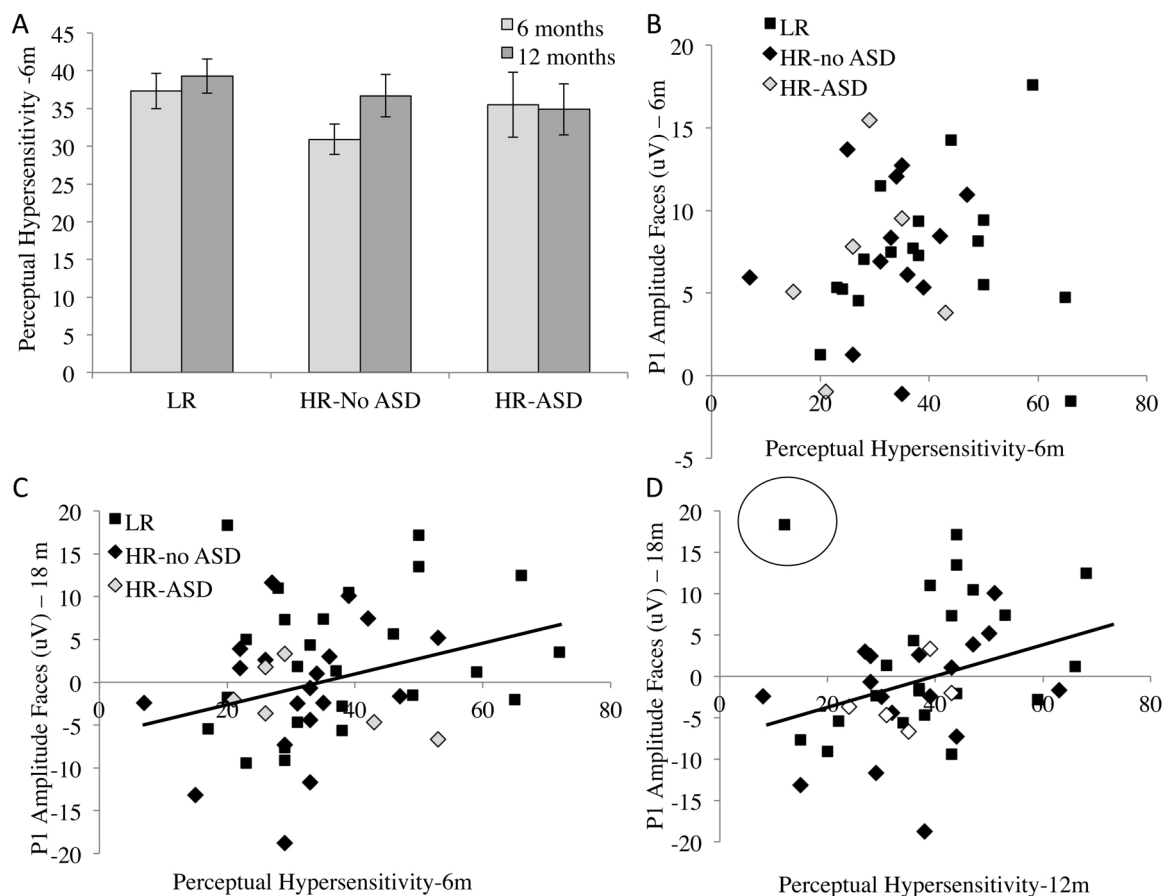 A
Perceptual Hypersensitivity -6m
6 months
12 months
45
40
35
30
25
20
15
10
5
0
LR
HR-No ASD
HR-ASD
B
P1 Amplitude Faces (uV) – 6m
LR
HR-no ASD
HR-ASD
20
15
10
5
0
-5
0
20
40
60
80
Perceptual Hypersensitivity-6m
C
P1 Amplitude Faces (uV) – 18 m
LR
HR-no ASD
HR-ASD
20
15
10
5
0
-5
-10
-15
-20
0
20
40
60
80
Perceptual Hypersensitivity-6m
D
P1 Amplitude Faces (uV) – 18m
20
15
10
5
0
-5
-10
-15
-20
0
20
40
60
80
Perceptual Hypersensitivity-12m